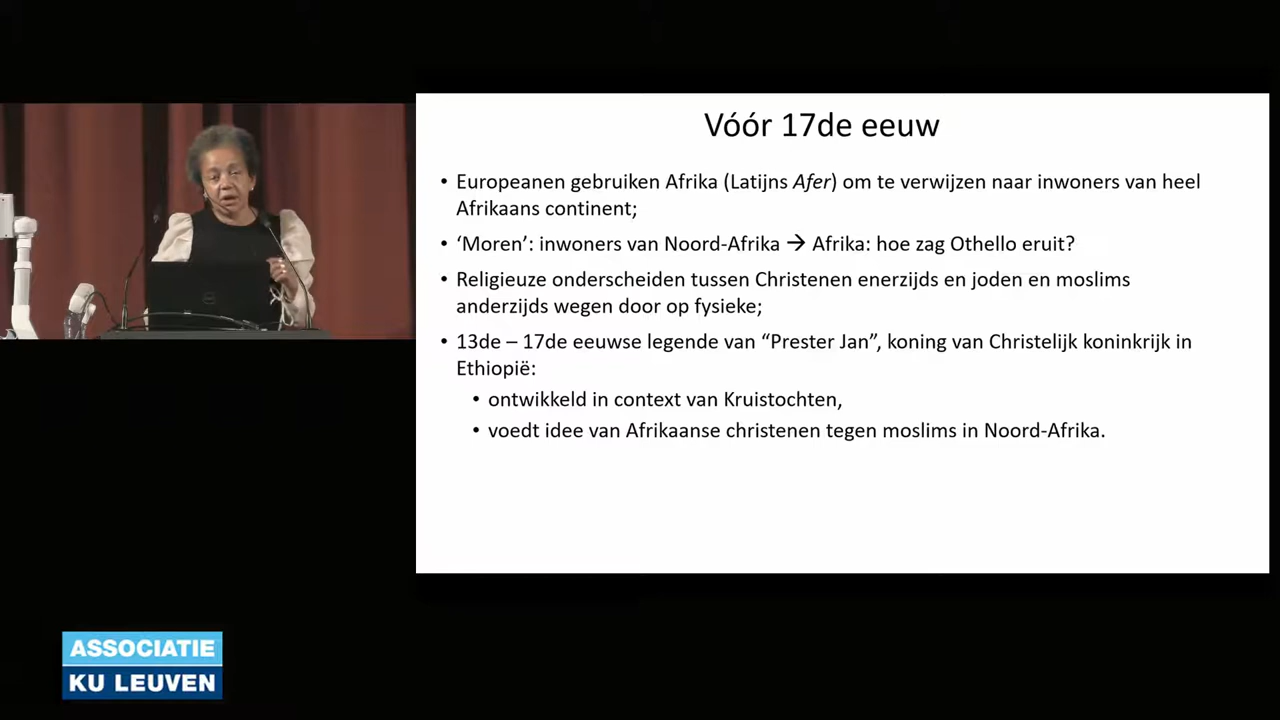 Vóór 17de eeuw
• Europeanen gebruiken Afrika (Latijns Afer) om te verwijzen naar inwoners van heel
Afrikaans continent;
• ‘Moren’: inwoners van Noord-Afrika → Afrika: hoe zag Othello eruit?
• Religieuze onderscheiden tussen Christenen enerzijds en joden en moslims
anderzijds wegen door op fysieke;
• 13de – 17de eeuwse legende van “Prester Jan”, koning van Christelijk koninkrijk in
Ethiopië:
• ontwikkeld in context van Kruistochten,
• voedt idee van Afrikaanse christenen tegen moslims in Noord-Afrika.
ASSOCIATIE
KU LEUVEN